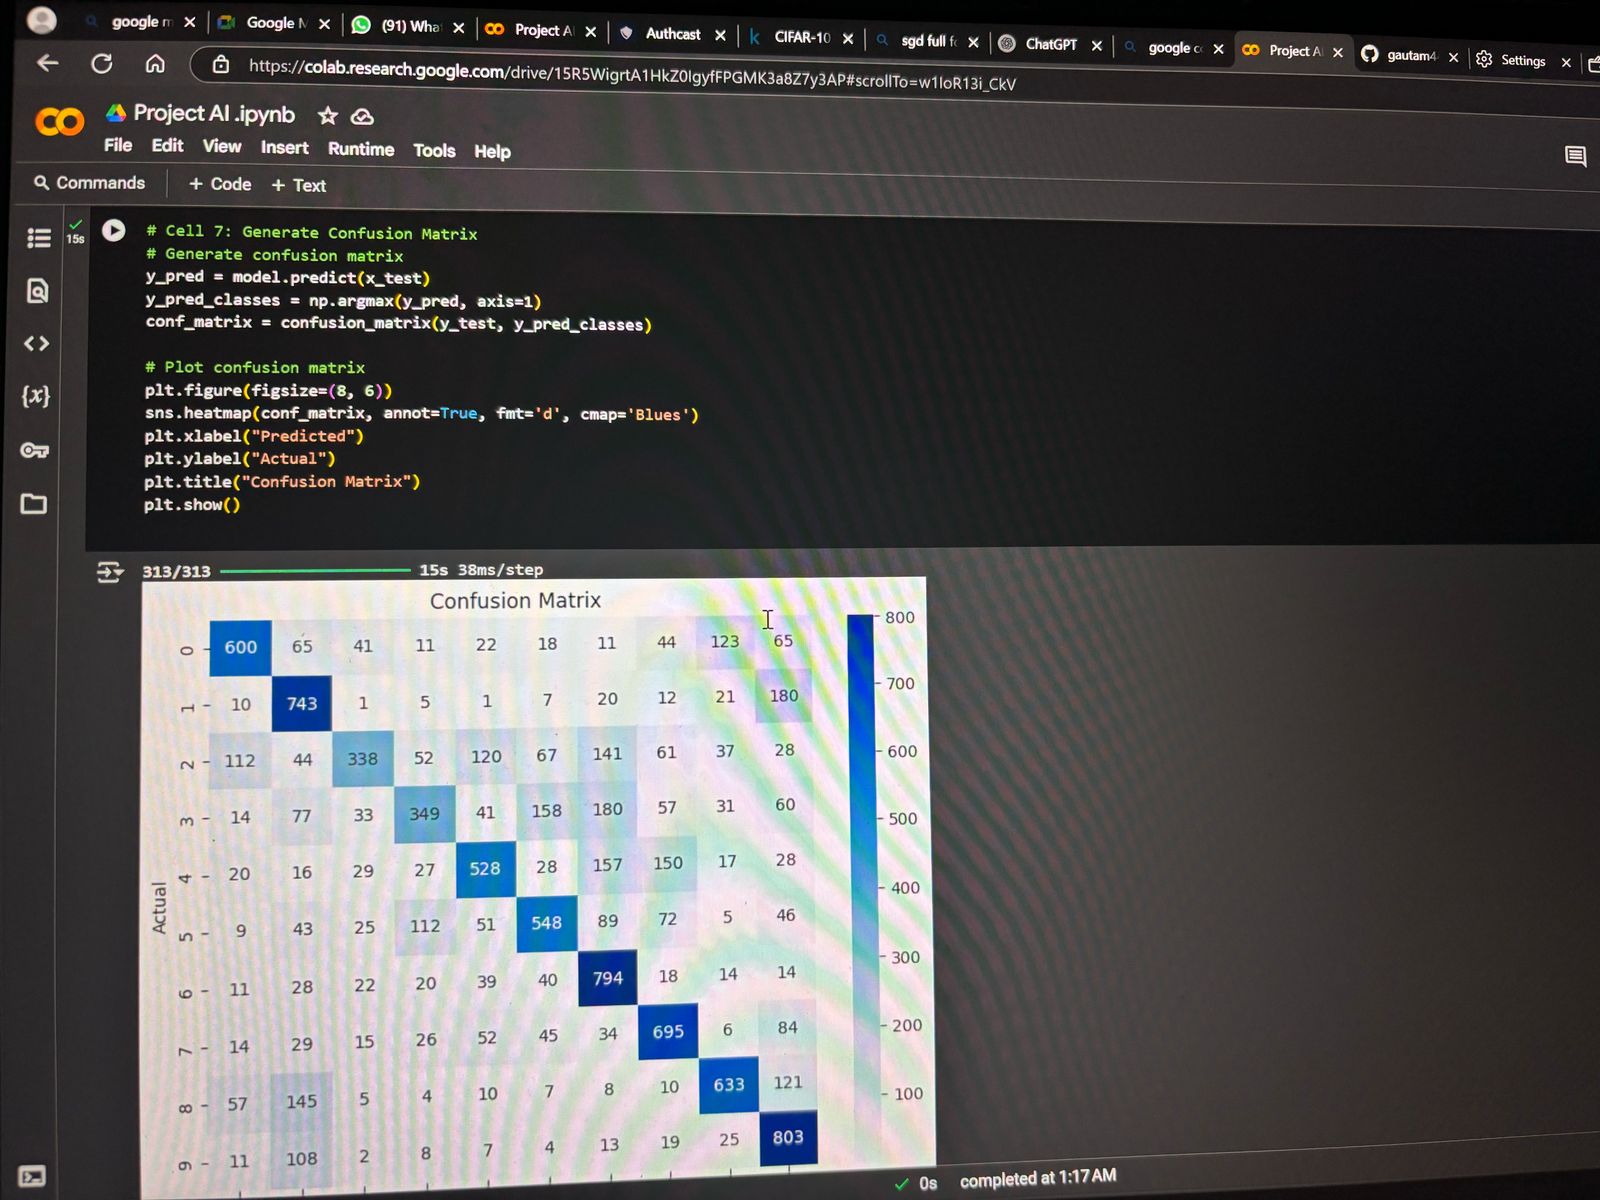 google m
Google M
(91) Wha
Project A
Authcast
CIFAR-10
sgd full f
ChatGPT
google c
Project A
gautam4
Settings
https://colab.research.google.com/drive/15R5WigrtA1HkZ0IgyfFPGMK3a8Z7y3AP#scrollTo=w1IoR13i_CkV
CO
Project AI .ipynb
File Edit View Insert Runtime Tools Help
Commands + Code + Text
15s
# Cell 7: Generate Confusion Matrix
# Generate confusion matrix
y_pred = model.predict(x_test)
y_pred_classes = np.argmax(y_pred, axis=1)
conf_matrix = confusion_matrix(y_test, y_pred_classes)
# Plot confusion matrix
plt.figure(figsize=(8, 6))
sns.heatmap(conf_matrix, annot=True, fmt='d', cmap='Blues')
plt.xlabel("Predicted")
plt.ylabel("Actual")
plt.title("Confusion Matrix")
plt.show()
313/313 15s 38ms/step
Confusion Matrix
0 600 65 41 11 22 18 11 44 123 65
1 10 743 1 5 1 7 20 12 21 180
2 112 44 338 52 120 67 141 61 37 28
3 14 77 33 349 41 158 180 57 31 60
4 20 16 29 27 528 28 157 150 17 28
5 9 43 25 112 51 548 89 72 5 46
6 11 28 22 20 39 40 794 18 14 14
7 14 29 15 26 52 45 34 695 6 84
8 57 145 5 4 10 7 8 10 633 121
9 11 108 2 8 7 4 13 19 25 803
Actual
800
700
600
500
400
300
200
100
0s completed at 1:17 AM